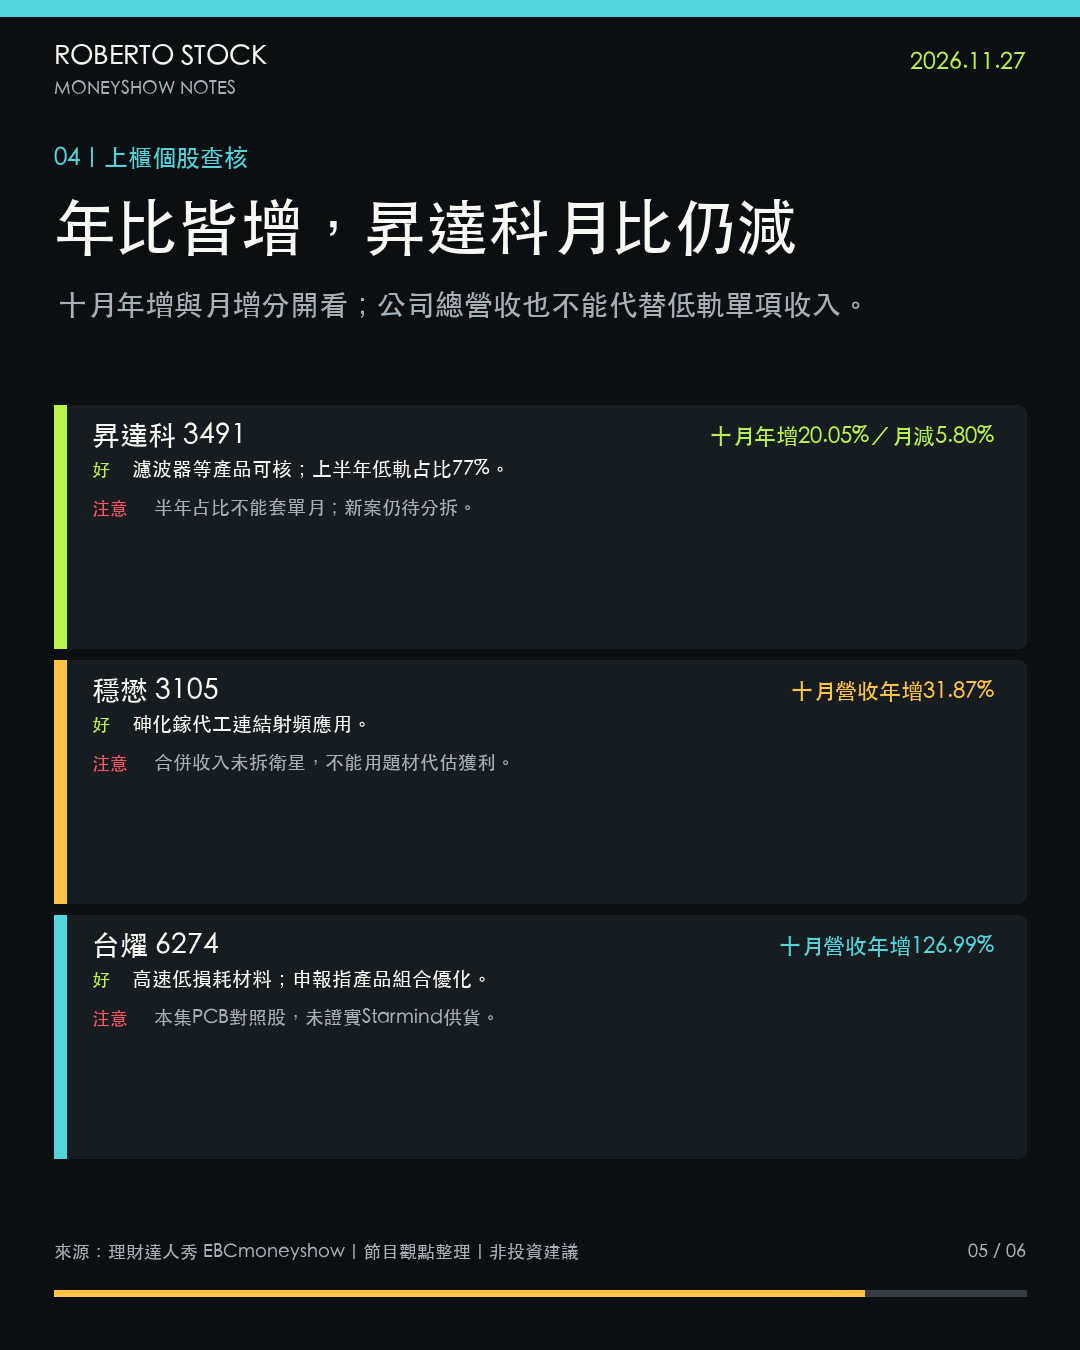 ROBERTO STOCK
MONEYSHOW NOTES
2026.11.27
04｜上櫃個股查核
年比皆增，昇達科月比仍減
十月年增與月增分開看；公司總營收也不能代替低軌單項收入。
昇達科 3491
十月年增20.05%／月減5.80%
好 濾波器等產品可核；上半年低軌占比77%。
注意 半年占比不能套單月；新案仍待分拆。
穩懋 3105
十月營收年增31.87%
好 砷化鎵代工連結射頻應用。
注意 合併收入未拆衛星，不能用題材代估獲利。
台燿 6274
十月營收年增126.99%
好 高速低損耗材料；申報指產品組合優化。
注意 本集PCB對照股，未證實Starmind供貨。
來源：理財達人秀 EBCmoneyshow｜節目觀點整理｜非投資建議
05 / 06